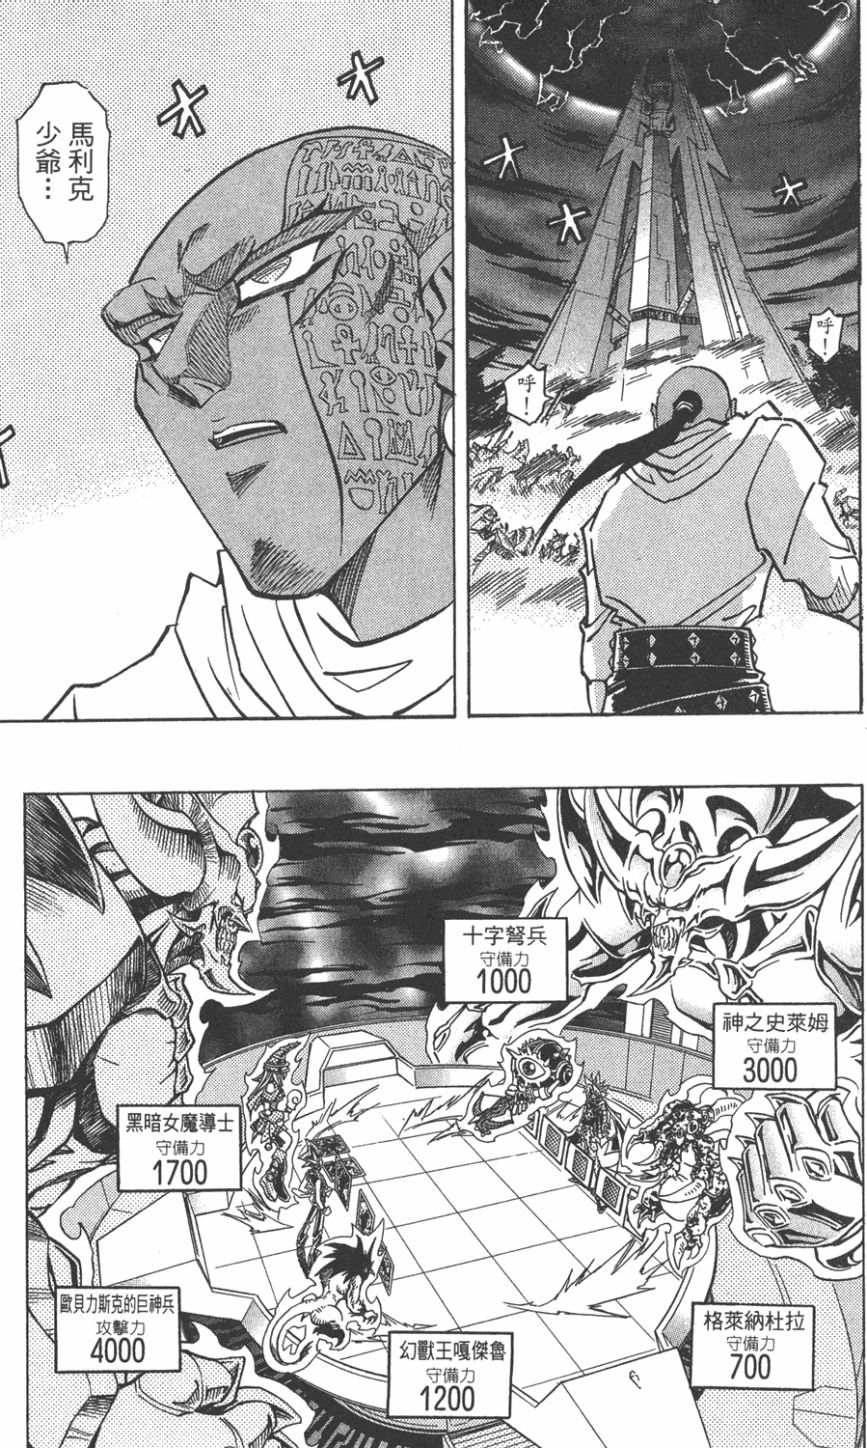 呼！
呼！
馬利克
少爺…
十字弩兵
守備力
1000
神之史萊姆
守備力
3000
黑暗女魔導士
守備力
1700
歐貝力斯克的巨神兵
攻擊力
4000
幻獸王嘎傑魯
守備力
1200
格萊納杜拉
守備力
700